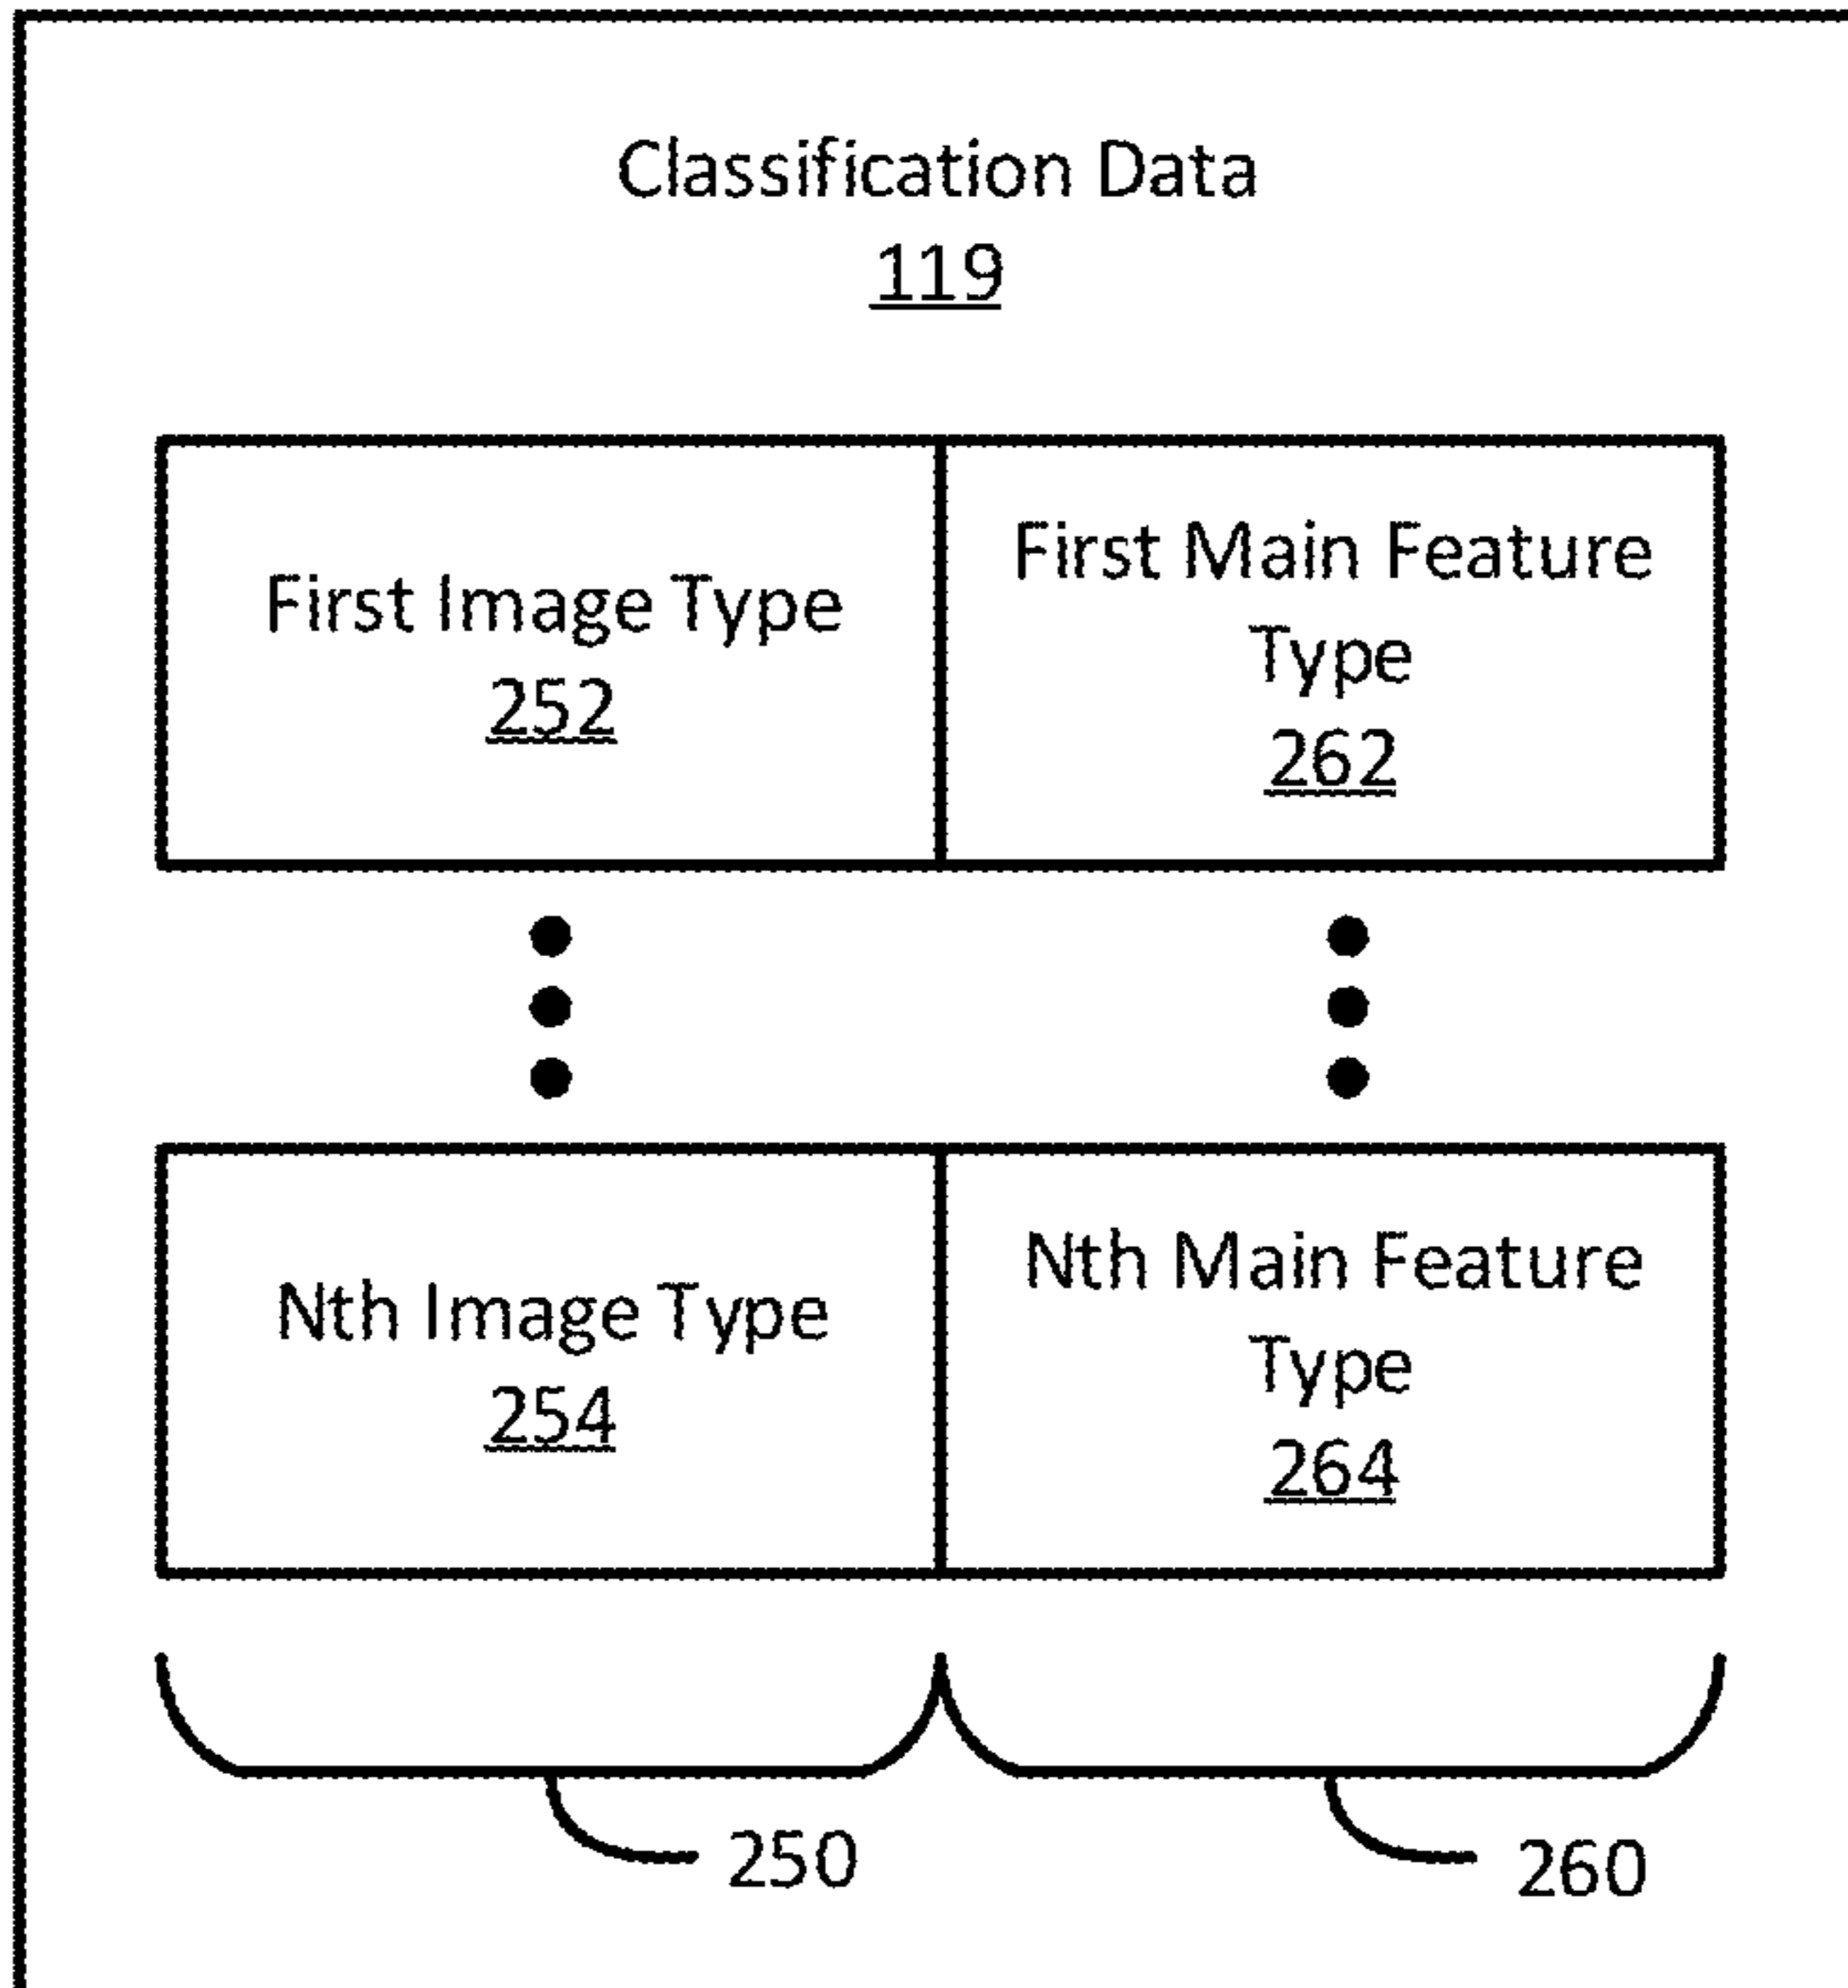 Classification Data
119
First Image Type
252
First Main Feature
Type
262
Nth Image Type
254
Nth Main Feature
Type
264
250
260